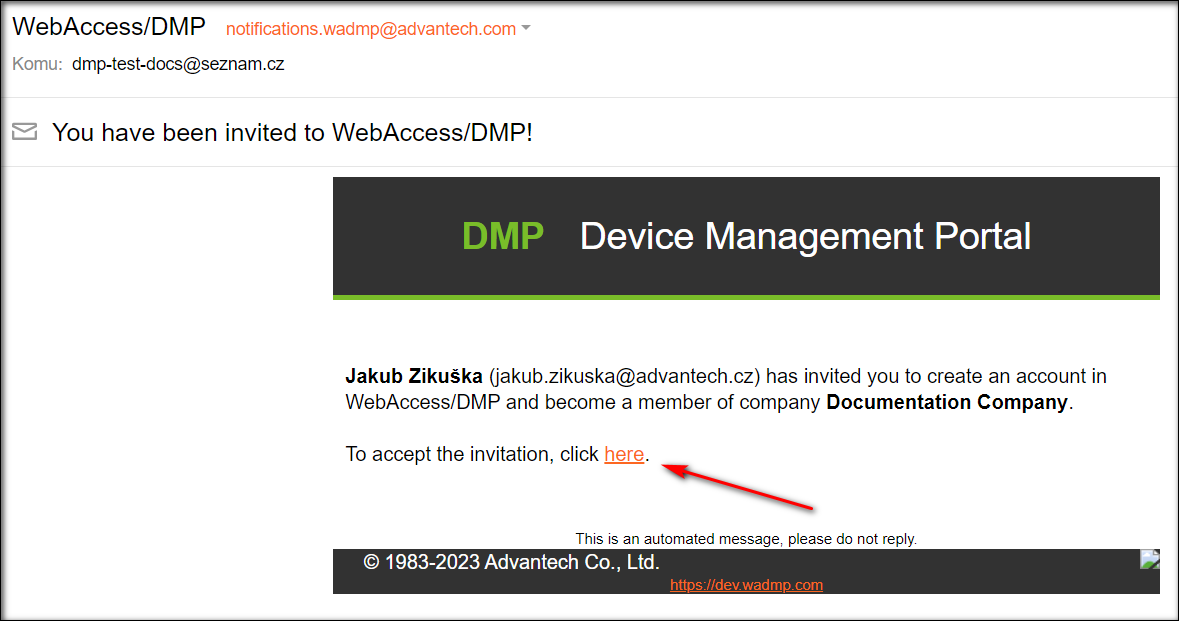 WebAccess/DMP notifications.wadmp@advantech.com
Komu: dmp-test-docs@seznam.cz
You have been invited to WebAccess/DMP!
DMP Device Management Portal
Jakub Zikuška (jakub.zikuska@advantech.cz) has invited you to create an account in
WebAccess/DMP and become a member of company Documentation Company.
To accept the invitation, click here.
This is an automated message, please do not reply.
© 1983-2023 Advantech Co., Ltd.
https://dev.wadmp.com